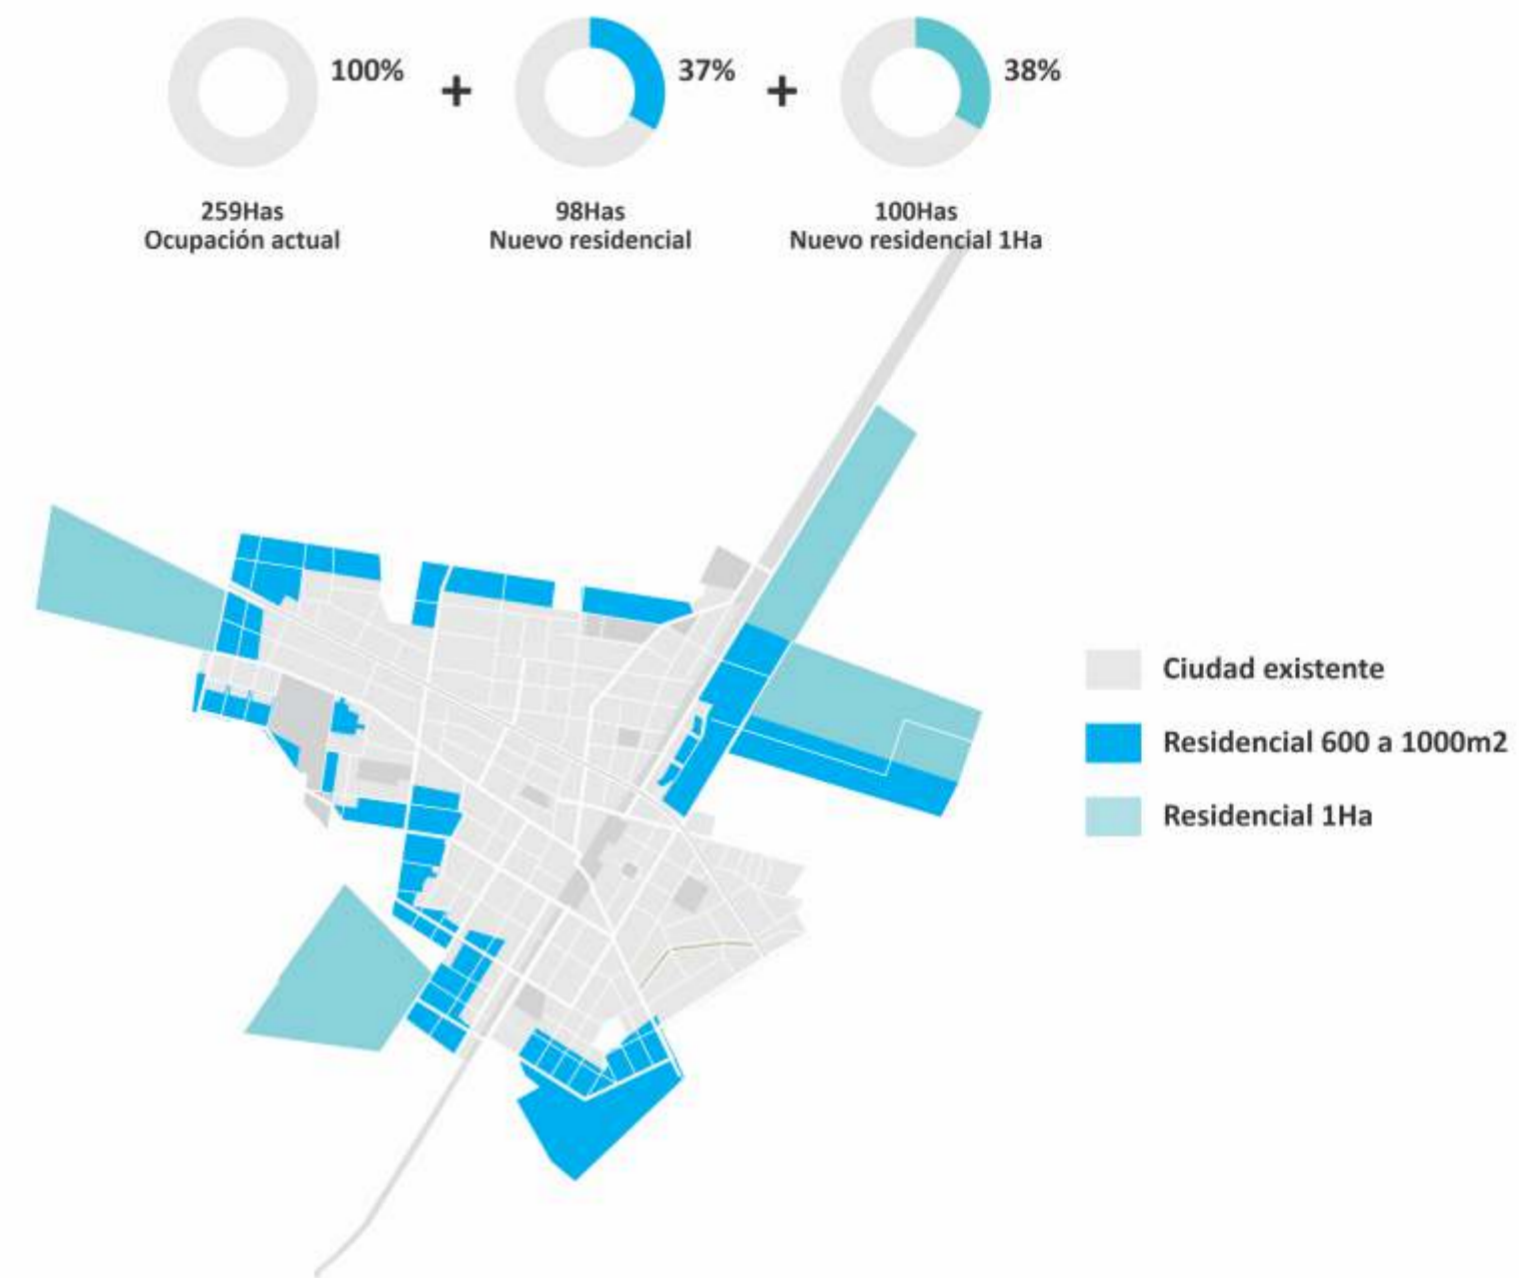 100%
+
37%
+
38%
259Has
Ocupación actual
98Has
Nuevo residencial
100Has
Nuevo residencial 1Ha
Ciudad existente
Residencial 600 a 1000m2
Residencial 1Ha